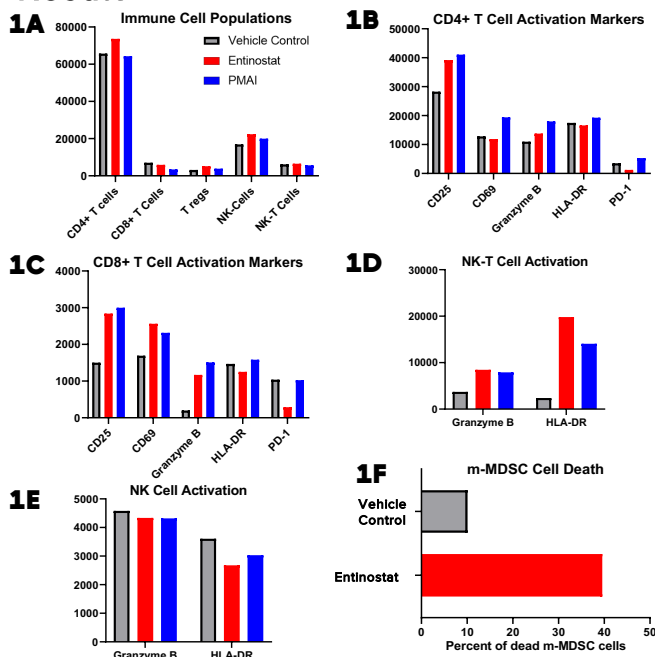 1A
Immune Cell Populations
Vehicle Control
Entinostat
PMAI
80000
60000
40000
20000
0
CD4+ T cells
CD8+ T Cells
T regs
NK-Cells
NK-T Cells
1B
CD4+ T Cell Activation Markers
50000
40000
30000
20000
10000
0
CD25
CD69
Granzyme B
HLA-DR
PD-1
1C
CD8+ T Cell Activation Markers
4000
3000
2000
1000
0
CD25
CD69
Granzyme B
HLA-DR
PD-1
1D
NK-T Cell Activation
30000
20000
10000
0
Granzyme B
HLA-DR
1E
NK Cell Activation
5000
4000
3000
2000
1000
0
Granzyme B
HLA-DR
1F
m-MDSC Cell Death
Vehicle
Control
Entinostat
0 10 20 30 40 50
Percent of dead m-MDSC cells